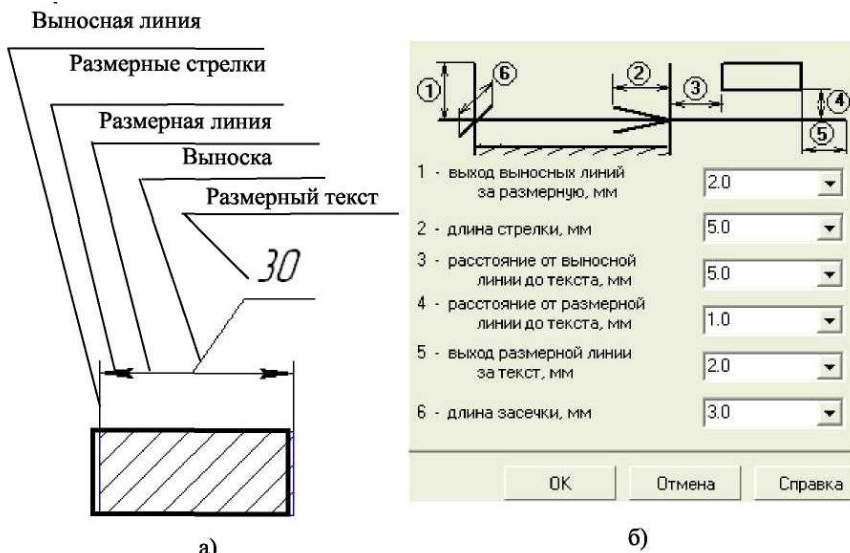 Выносная линия
Размерные стрелки
Размерная линия
Выноска
Размерный текст
30
а)
1
6
2
3
4
5
1 - выход выносных линий
за размерную, мм
2.0
2 - длина стрелки, мм
5.0
3 - расстояние от выносной
линии до текста, мм
5.0
4 - расстояние от размерной
линии до текста, мм
1.0
5 - выход размерной линии
за текст, мм
2.0
6 - длина засечки, мм
3.0
OK
Отмена
Справка
б)